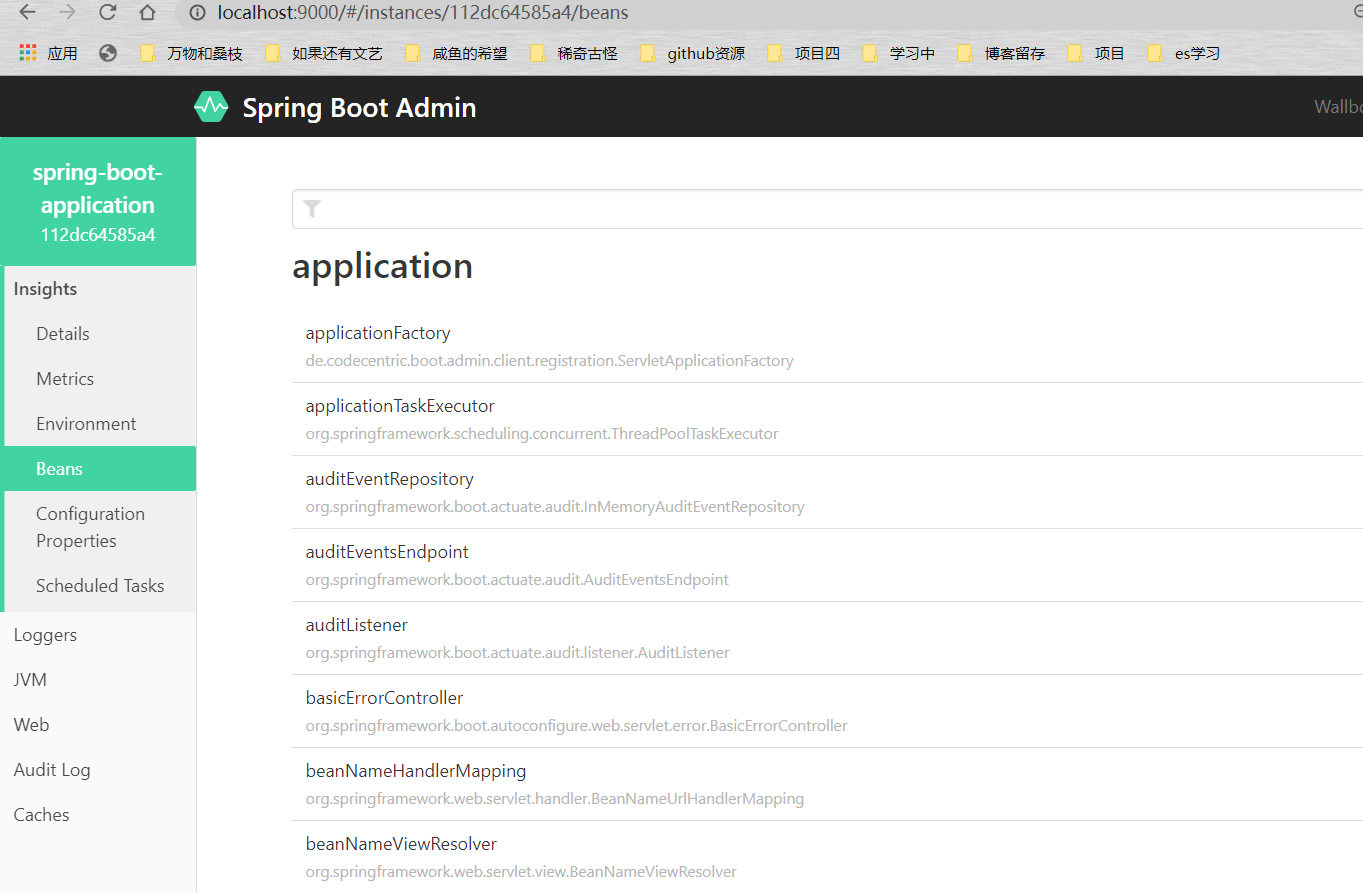 localhost:9000/#/instances/112dc64585a4/beans
应用 万物和桑枝 如果还有文艺 咸鱼的希望 稀奇古怪 github资源 项目四 学习中 博客留存 项目 es学习
Spring Boot Admin
spring-boot-
application
112dc64585a4
Insights
Details
Metrics
Environment
Beans
Configuration
Properties
Scheduled Tasks
Loggers
JVM
Web
Audit Log
Caches
application
applicationFactory
de.codecentric.boot.admin.client.registration.ServletApplicationFactory
applicationTaskExecutor
org.springframework.scheduling.concurrent.ThreadPoolTaskExecutor
auditEventRepository
org.springframework.boot.actuate.audit.InMemoryAuditEventRepository
auditEventsEndpoint
org.springframework.boot.actuate.audit.AuditEventsEndpoint
auditListener
org.springframework.boot.actuate.audit.listener.AuditListener
basicErrorController
org.springframework.boot.autoconfigure.web.servlet.error.BasicErrorController
beanNameHandlerMapping
org.springframework.web.servlet.handler.BeanNameUrlHandlerMapping
beanNameViewResolver
org.springframework.web.servlet.view.BeanNameViewResolver